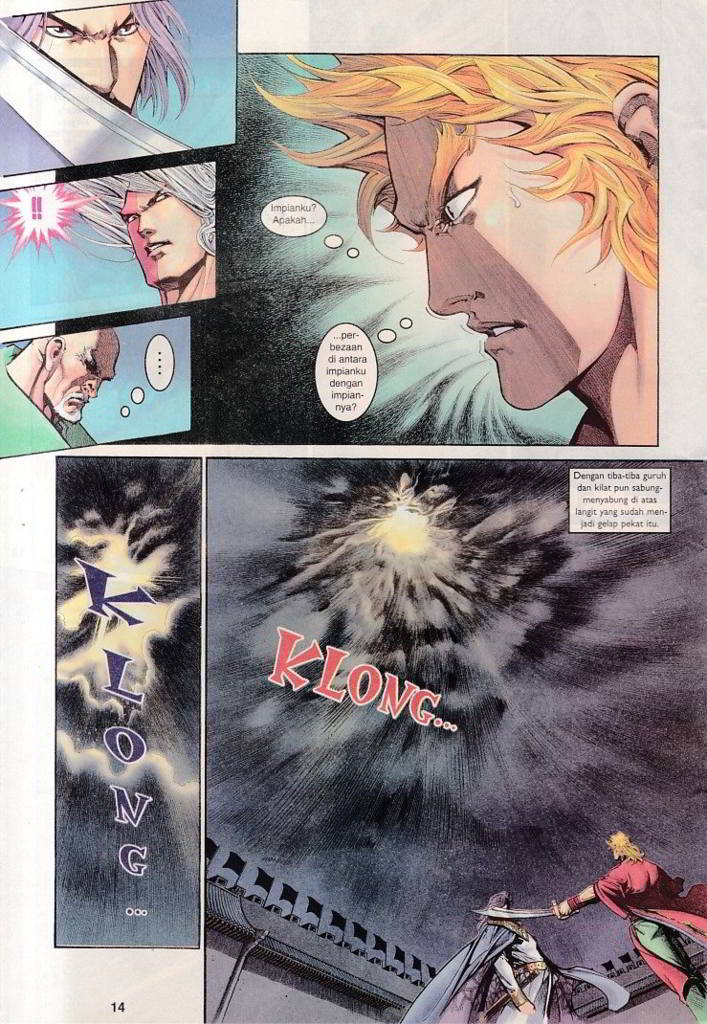 !!
....
Impianku?
Apakah...
...per-
bezaan
di antara
impianku
dengan
impian-
nya?
KLONG...
Dengan tiba-tiba guruh
dan kilat pun sabung-
menyabung di atas
langit yang sudah men-
jadi gelap pekat itu.
KLONG...
14